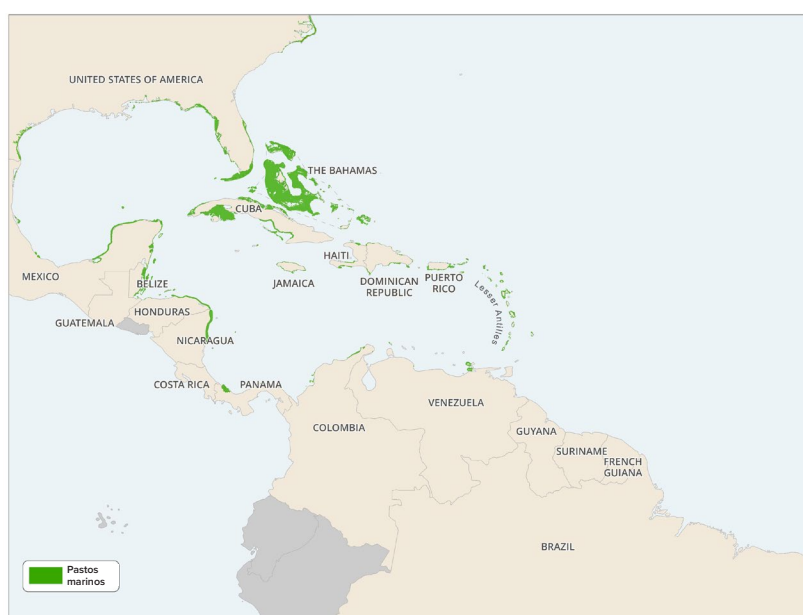 UNITED STATES OF AMERICA
THE BAHAMAS
CUBA
HAITI
MEXICO
BELIZE
JAMAICA
DOMINICAN
REPUBLIC
PUERTO
RICO
Lesser Antilles
HONDURAS
GUATEMALA
NICARAGUA
COSTA RICA
PANAMA
VENEZUELA
COLOMBIA
GUYANA
SURINAME
FRENCH
GUIANA
BRAZIL
Pastos
marinos